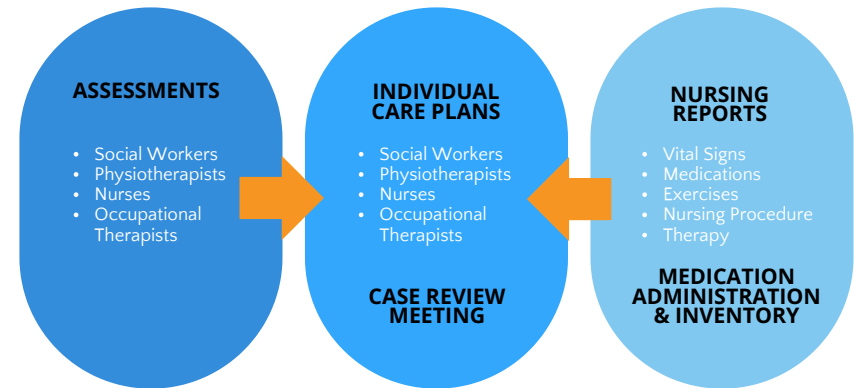 ASSESSMENTS
• Social Workers
• Physiotherapists
• Nurses
• Occupational
Therapists
INDIVIDUAL
CARE PLANS
• Social Workers
• Physiotherapists
• Nurses
• Occupational
Therapists
CASE REVIEW
MEETING
NURSING
REPORTS
• Vital Signs
• Medications
• Exercises
• Nursing Procedure
• Therapy
MEDICATION
ADMINISTRATION
& INVENTORY